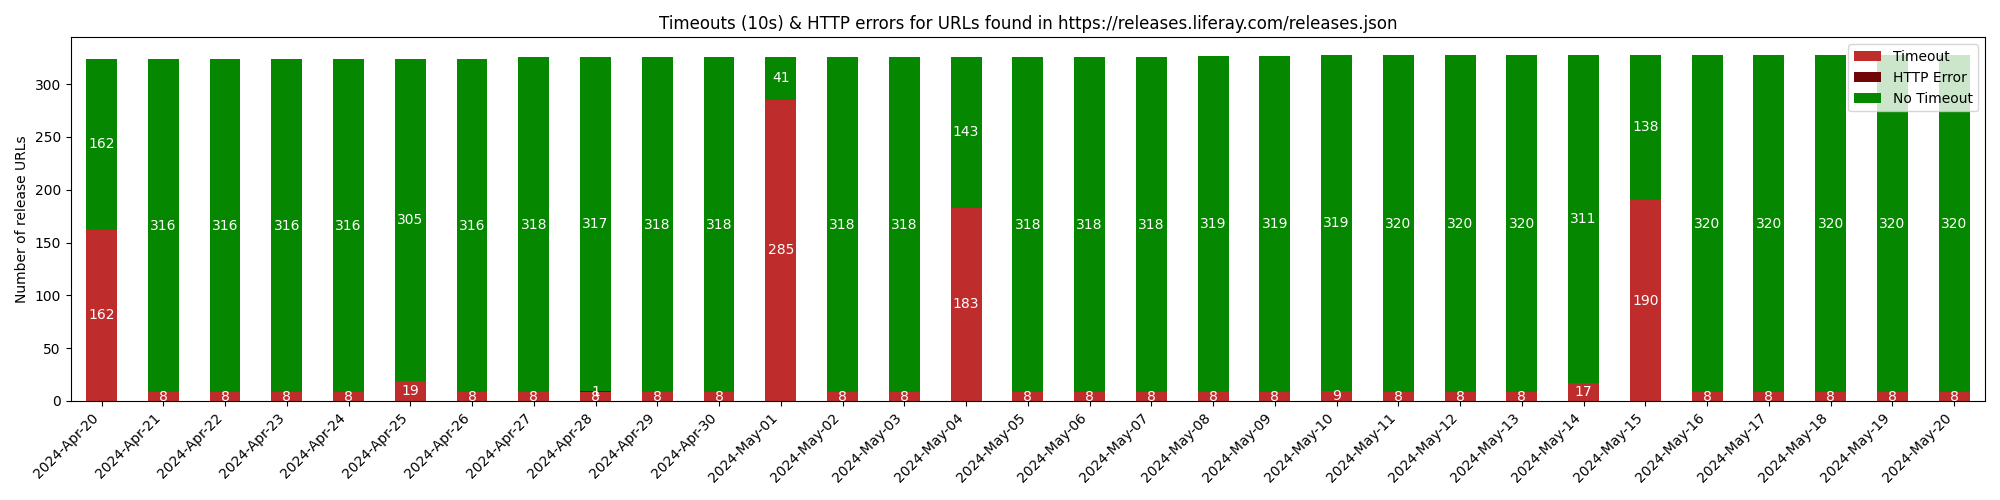 Timeouts (10s) & HTTP errors for URLs found in https://releases.liferay.com/releases.json
Timeout
HTTP Error
No Timeout
Number of release URLs
300
250
200
150
100
50
0
162 316 316 316 316 305 316 318 317 318 318 41 318 318 143 318 318 318 319 319 319 320 320 320 311 138 320 320 320 320 320
162 8 8 8 8 19 8 8 1 8 8 8 285 8 8 183 8 8 8 8 8 9 8 8 8 17 190 8 8 8 8 8
2024-Apr-20
2024-Apr-21
2024-Apr-22
2024-Apr-23
2024-Apr-24
2024-Apr-25
2024-Apr-26
2024-Apr-27
2024-Apr-28
2024-Apr-29
2024-Apr-30
2024-May-01
2024-May-02
2024-May-03
2024-May-04
2024-May-05
2024-May-06
2024-May-07
2024-May-08
2024-May-09
2024-May-10
2024-May-11
2024-May-12
2024-May-13
2024-May-14
2024-May-15
2024-May-16
2024-May-17
2024-May-18
2024-May-19
2024-May-20